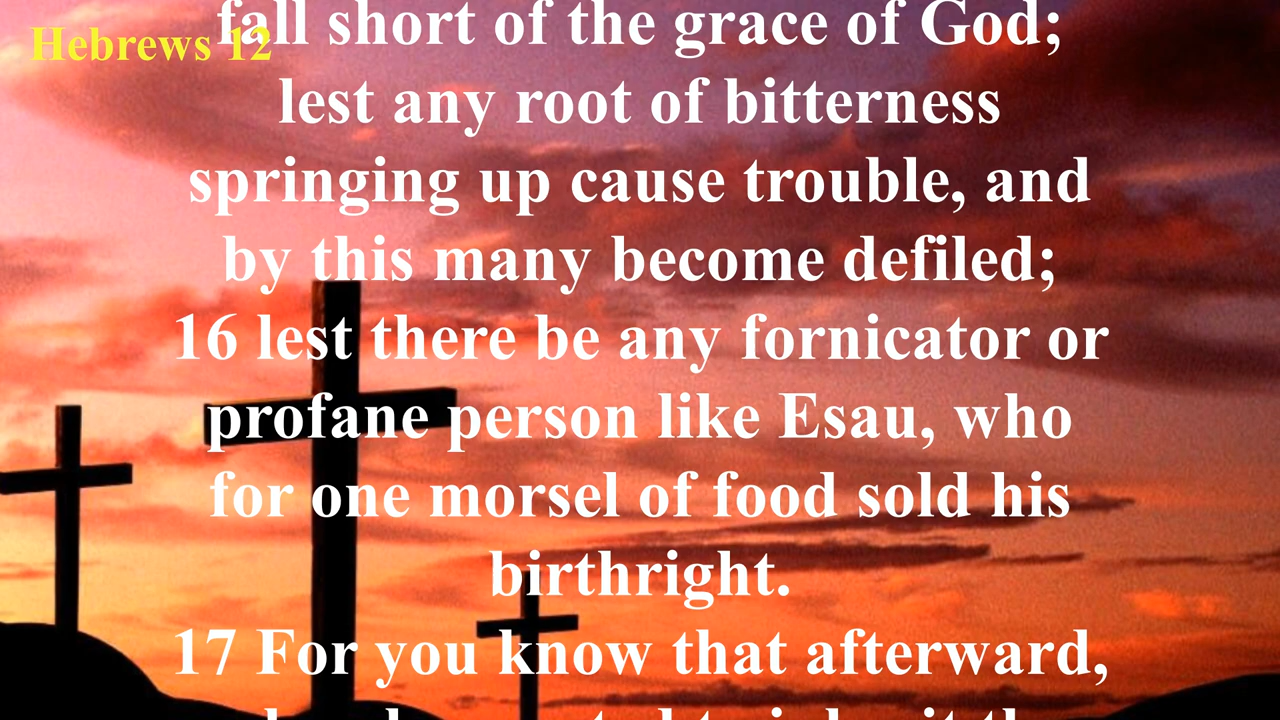 Hebrews 12
fall short of the grace of God;
lest any root of bitterness
springing up cause trouble, and
by this many become defiled;
16 lest there be any fornicator or
profane person like Esau, who
for one morsel of food sold his
birthright.
17 For you know that afterward,